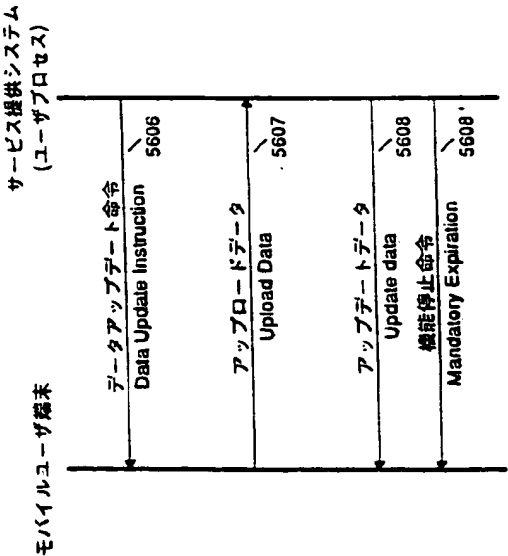 サービス提供システム
(ユーザプロセス)
モバイルユーザ端末
データアップデート命令
Data Update Instruction
5606
アップロードデータ
Upload Data
5607
アップデートデータ
Update data
5608
機能停止命令
Mandatory Expiration
5608'